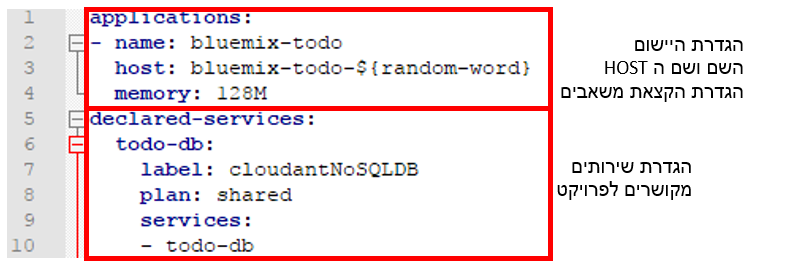 1 applications:
2 - name: bluemix-todo
3 host: bluemix-todo-${random-word}
4 memory: 128M
5 declared-services:
6 todo-db:
7 label: cloudantNoSQLDB
8 plan: shared
9 services:
10 - todo-db
הגדרת היישום
השם ושם ה HOST
הגדרת הקצאת משאבים
הגדרת שירותים
מקושרים לפרויקט